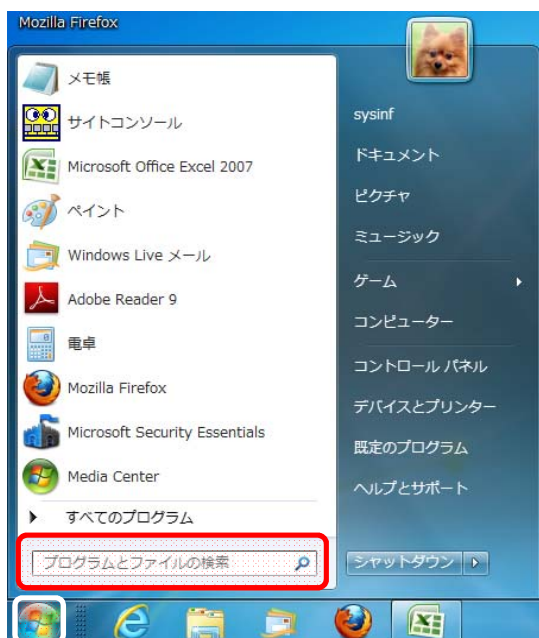 Mozilla Firefox
メモ帳
サイトコンソール
Microsoft Office Excel 2007
ペイント
Windows Live メール
Adobe Reader 9
電卓
Mozilla Firefox
Microsoft Security Essentials
Media Center
すべてのプログラム
プログラムとファイルの検索
sysinf
ドキュメント
ピクチャ
ミュージック
ゲーム
コンピューター
コントロール パネル
デバイスとプリンター
既定のプログラム
ヘルプとサポート
シャットダウン